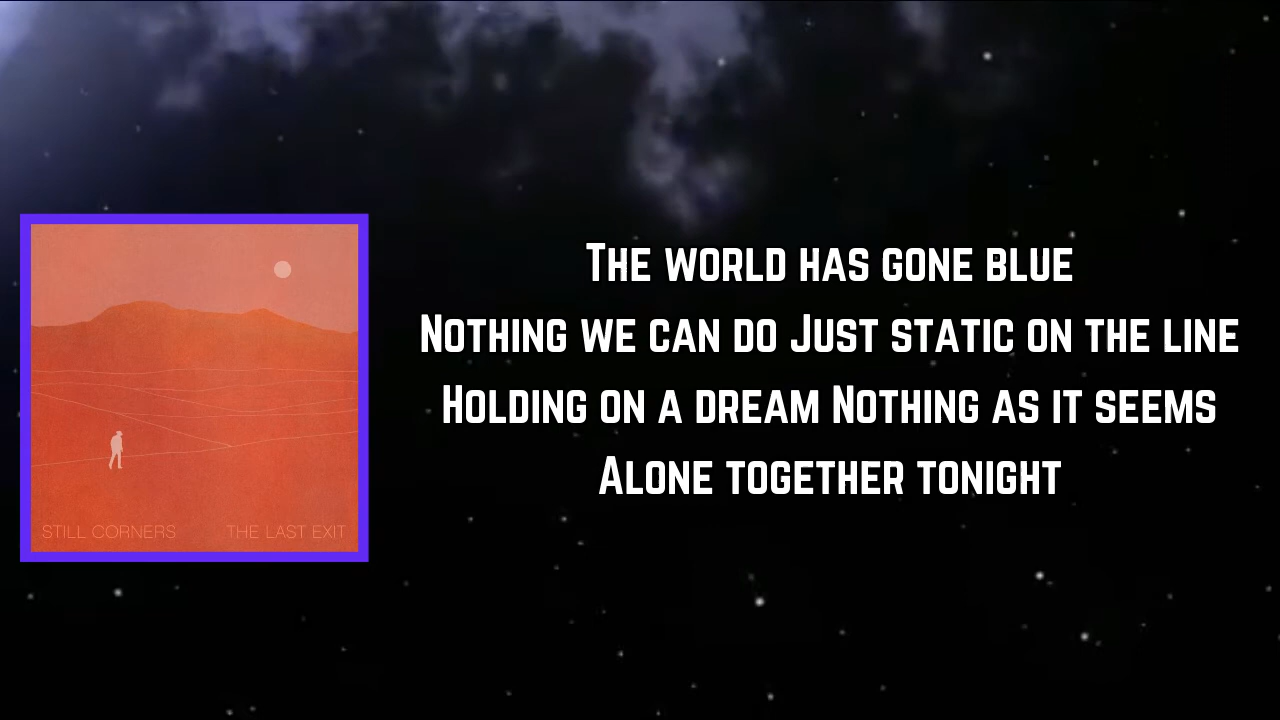 The world has gone blue
Nothing we can do Just static on the line
Holding on a dream Nothing as it seems
Alone together tonight
STILL CORNERS THE LAST EXIT